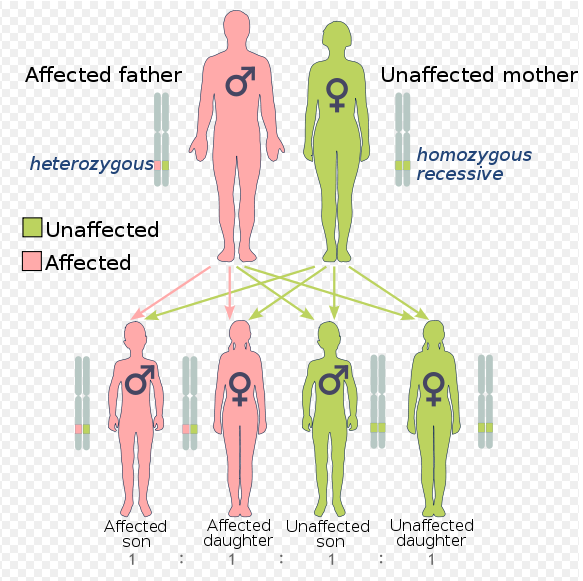 Affected father
Unaffected mother
heterozygous
homozygous
recessive
Unaffected
Affected
Affected
son
Affected
daughter
Unaffected
son
Unaffected
daughter
1 : 1 : 1 : 1